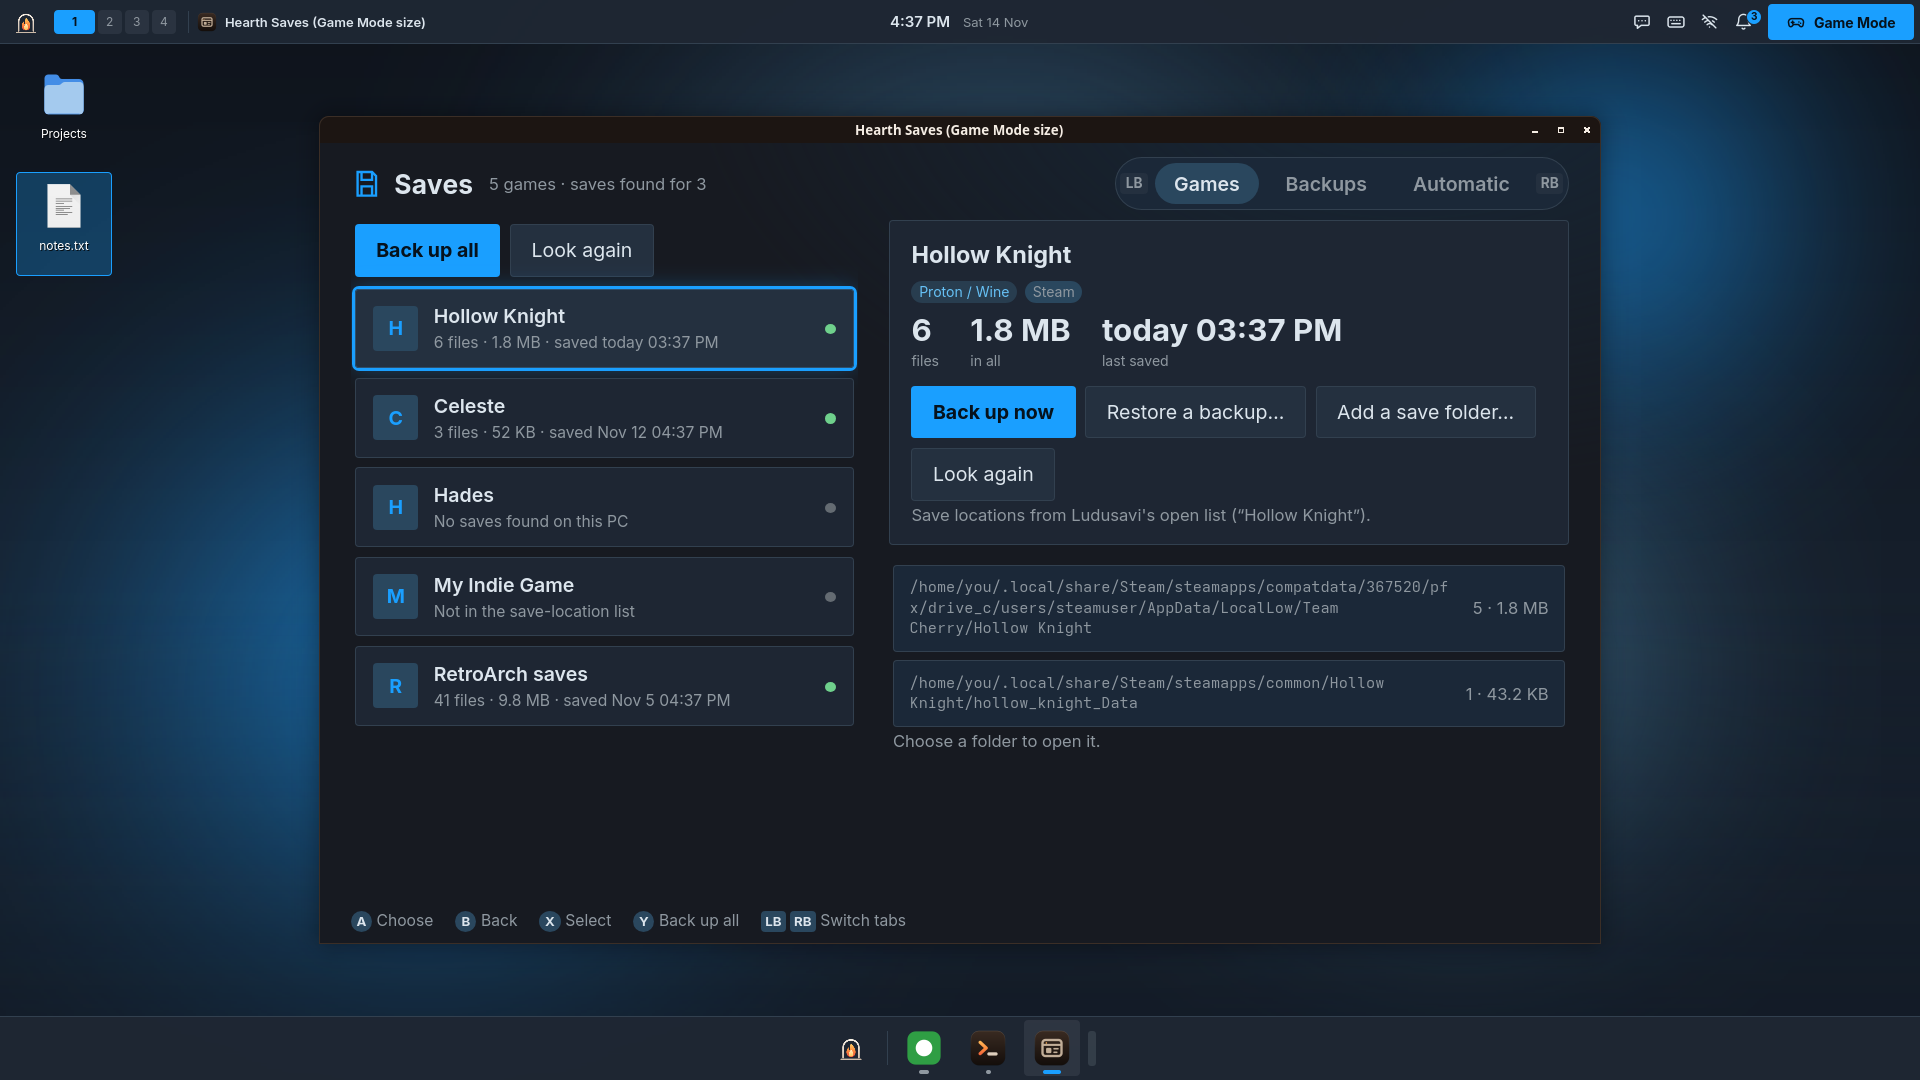 1 2 3 4 Hearth Saves (Game Mode size)
4:37 PM Sat 14 Nov
3
Game Mode
Projects
notes.txt
Hearth Saves (Game Mode size)
Saves 5 games · saves found for 3
LB Games Backups Automatic RB
Back up all Look again
H Hollow Knight
6 files · 1.8 MB · saved today 03:37 PM
C Celeste
3 files · 52 KB · saved Nov 12 04:37 PM
H Hades
No saves found on this PC
M My Indie Game
Not in the save-location list
R RetroArch saves
41 files · 9.8 MB · saved Nov 5 04:37 PM
Hollow Knight
Proton / Wine Steam
6 1.8 MB today 03:37 PM
files in all last saved
Back up now Restore a backup... Add a save folder...
Look again
Save locations from Ludusavi's open list (“Hollow Knight”).
/home/you/.local/share/Steam/steamapps/compatdata/367520/pf
x/drive_c/users/steamuser/AppData/LocalLow/Team
Cherry/Hollow Knight
5 · 1.8 MB
/home/you/.local/share/Steam/steamapps/common/Hollow
Knight/hollow_knight_Data
1 · 43.2 KB
Choose a folder to open it.
A Choose B Back X Select Y Back up all LB RB Switch tabs